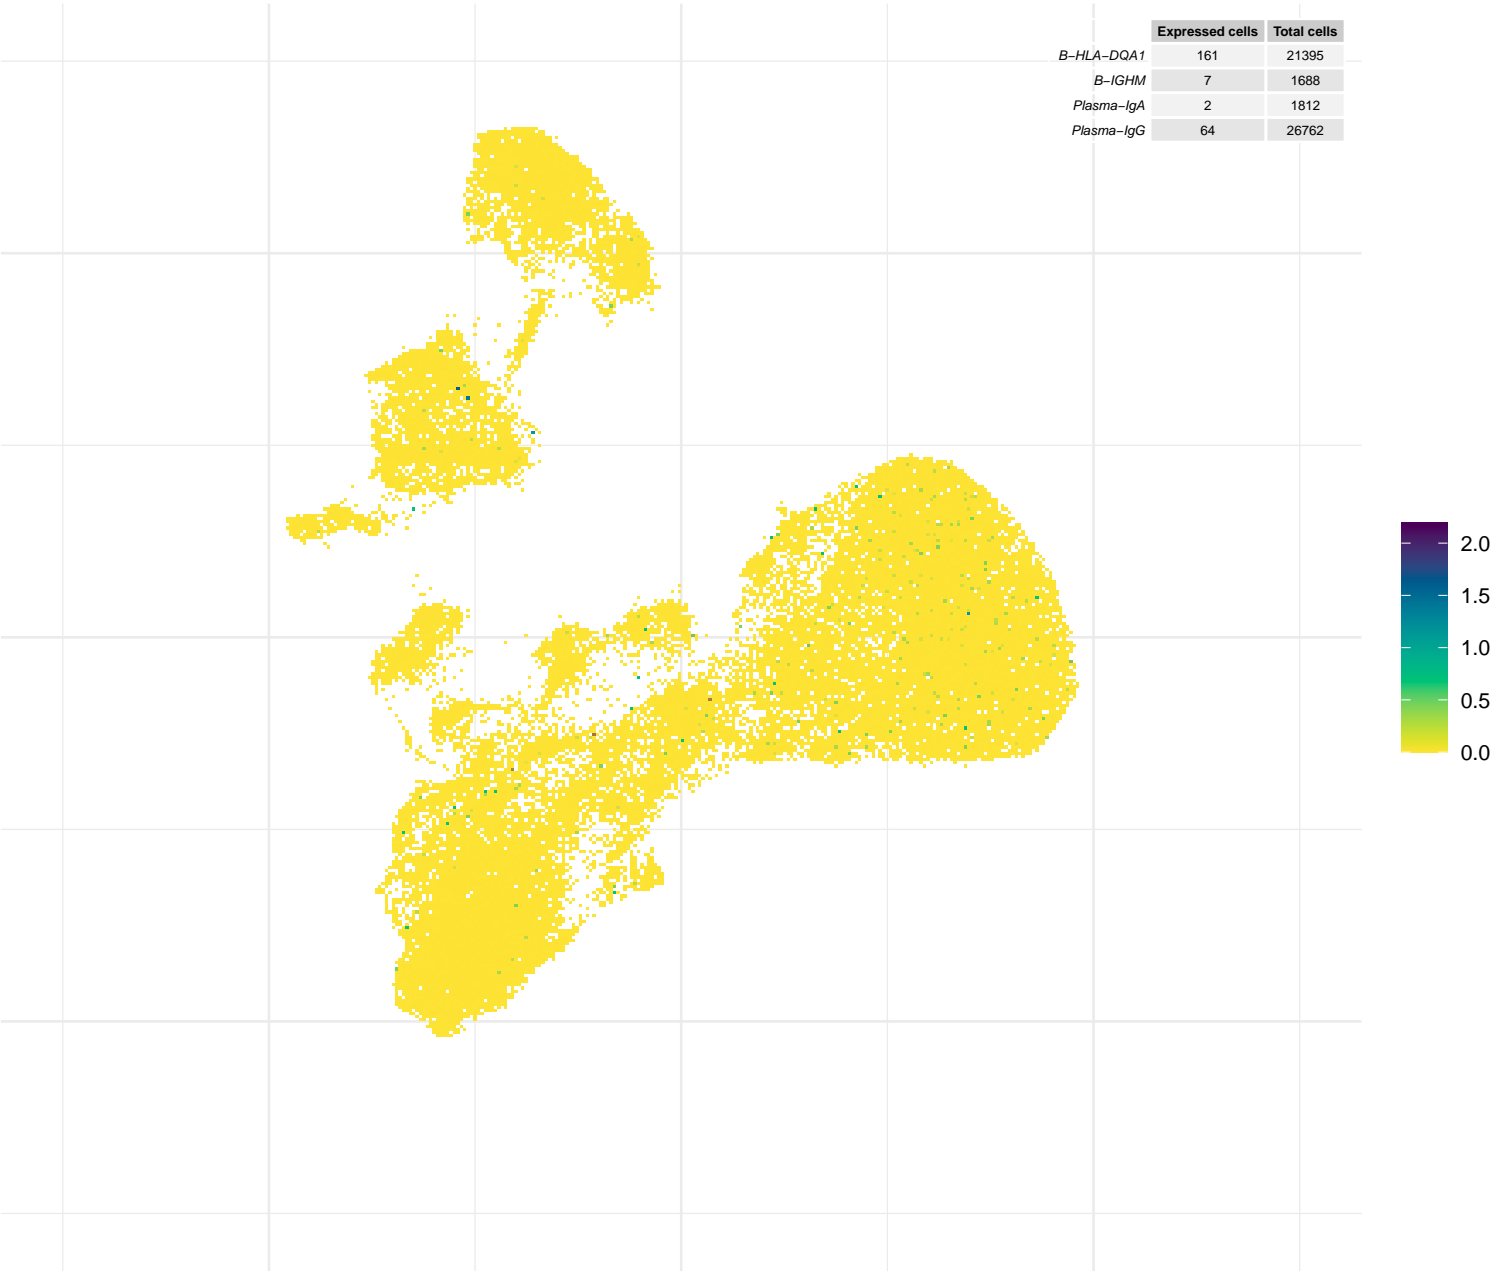 Expressed cells Total cells
B−HLA−DQA1 161 21395
B−IGHM 7 1688
Plasma−IgA 2 1812
Plasma−IgG 64 26762
2.0
1.5
1.0
0.5
0.0